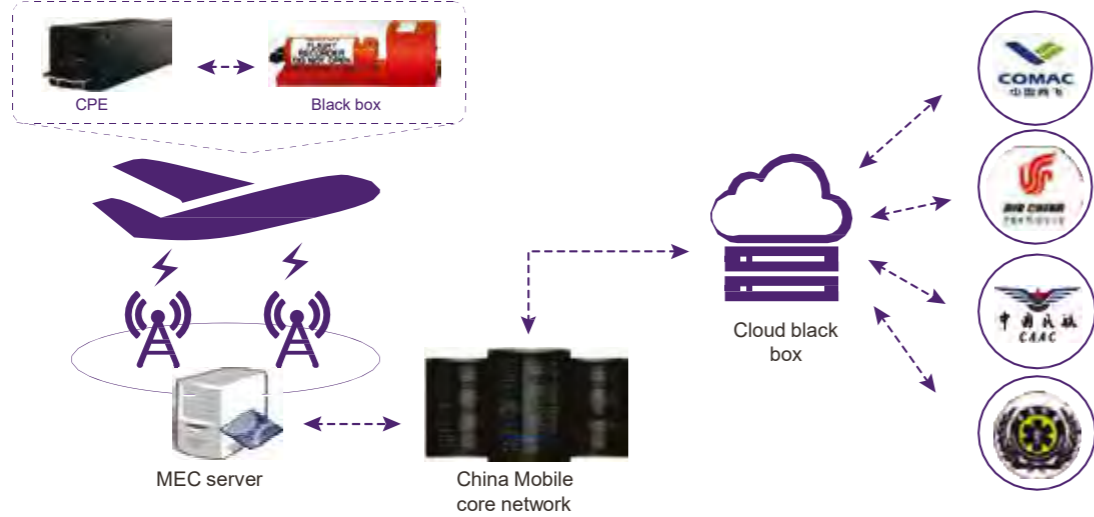 FLIGHT
RECORDER
DO NOT OPEN
CPE
Black box
COMAC
中国商飞
AIR CHINA
中国民航
CAAC
Cloud black
box
MEC server
China Mobile
core network